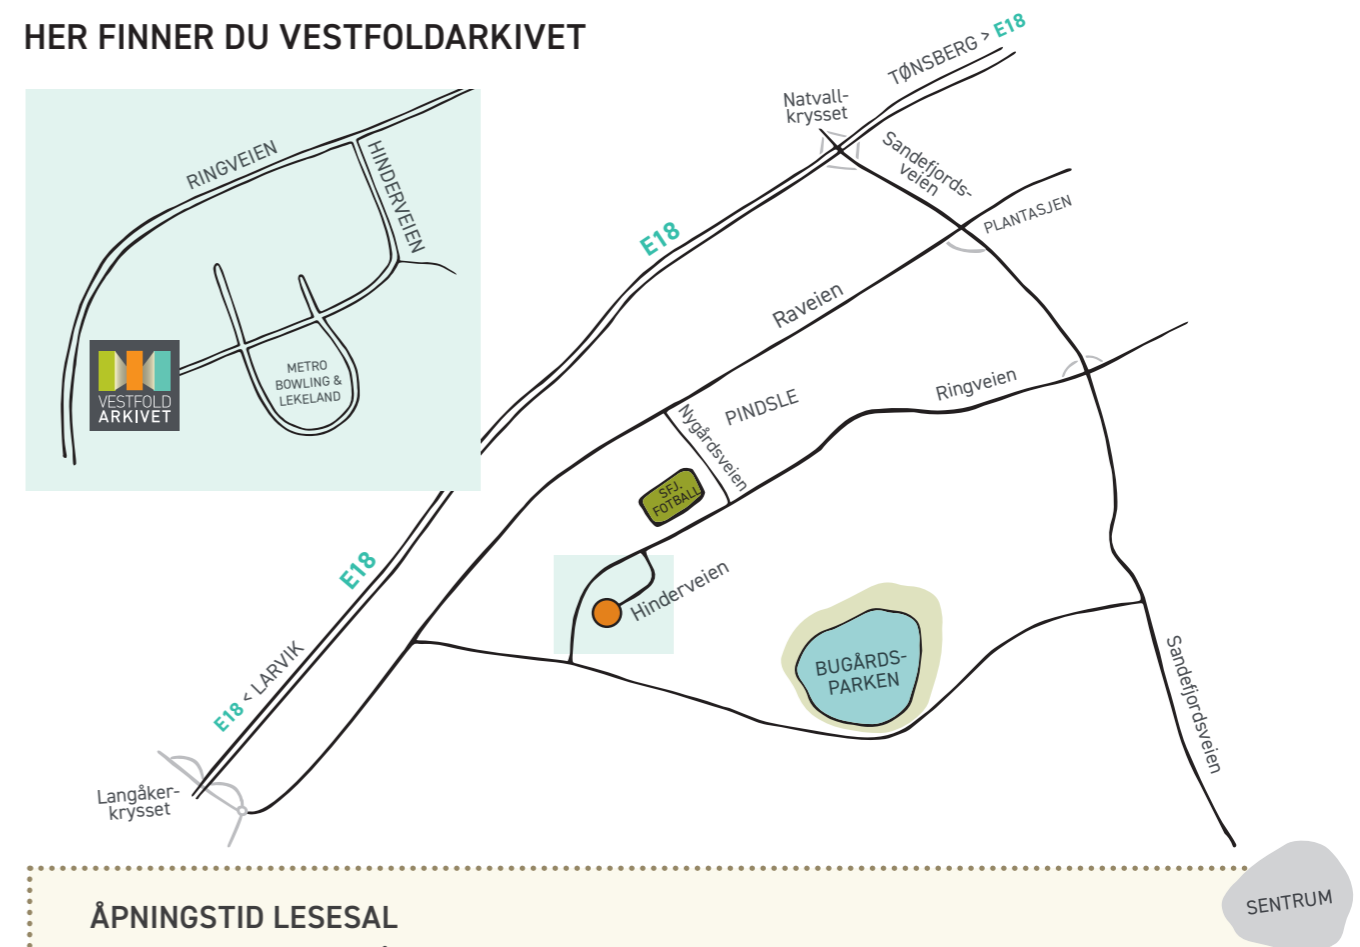 HER FINNER DU VESTFOLDARKIVET
RINGVEIEN
HINDERVEIEN
METRO
BOWLING &
LEKELAND
VESTFOLD
ARKIVET
TØNSBERG > E18
Natvall-
krysset
Sandefjords-
veien
PLANTASJEN
E18
Raveien
Ringveien
PINDSLE
Nygårdsveien
SFJ.
FOTBALL
E18
Hinderveien
BUGÅRDS-
PARKEN
E18 < LARVIK
Sandefjordsveien
Langåker-
krysset
SENTRUM
ÅPNINGSTID LESESAL